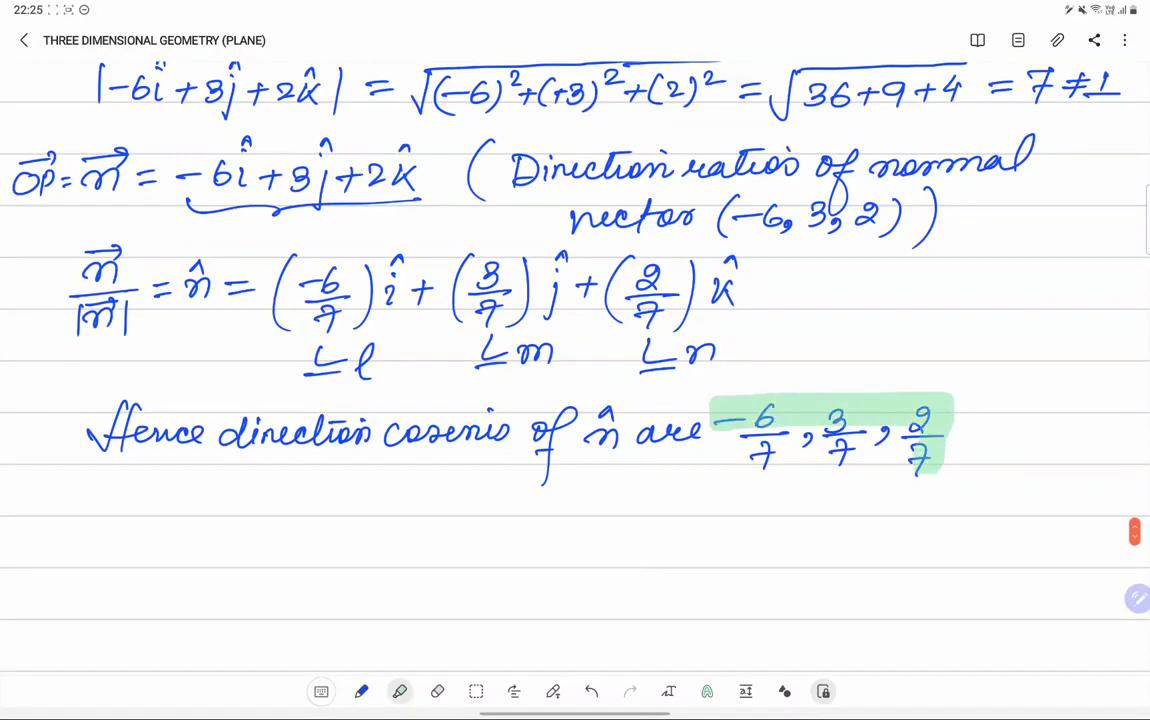 22:25
THREE DIMENSIONAL GEOMETRY (PLANE)
|-6î + 3ĵ + 2k̂| = √((-6)² + (+3)² + (2)²) = √(36+9+4) = 7 ≠ 1
OP⃗ = n⃗ = -6î + 3ĵ + 2k̂ ( Direction ratios of normal
vector (-6, 3, 2) )
n⃗/|n⃗| = n̂ = (-6/7) î + (3/7) ĵ + (2/7) k̂
↳ l ↳ m ↳ n
Hence direction cosenis of n̂ are -6/7, 3/7, 2/7